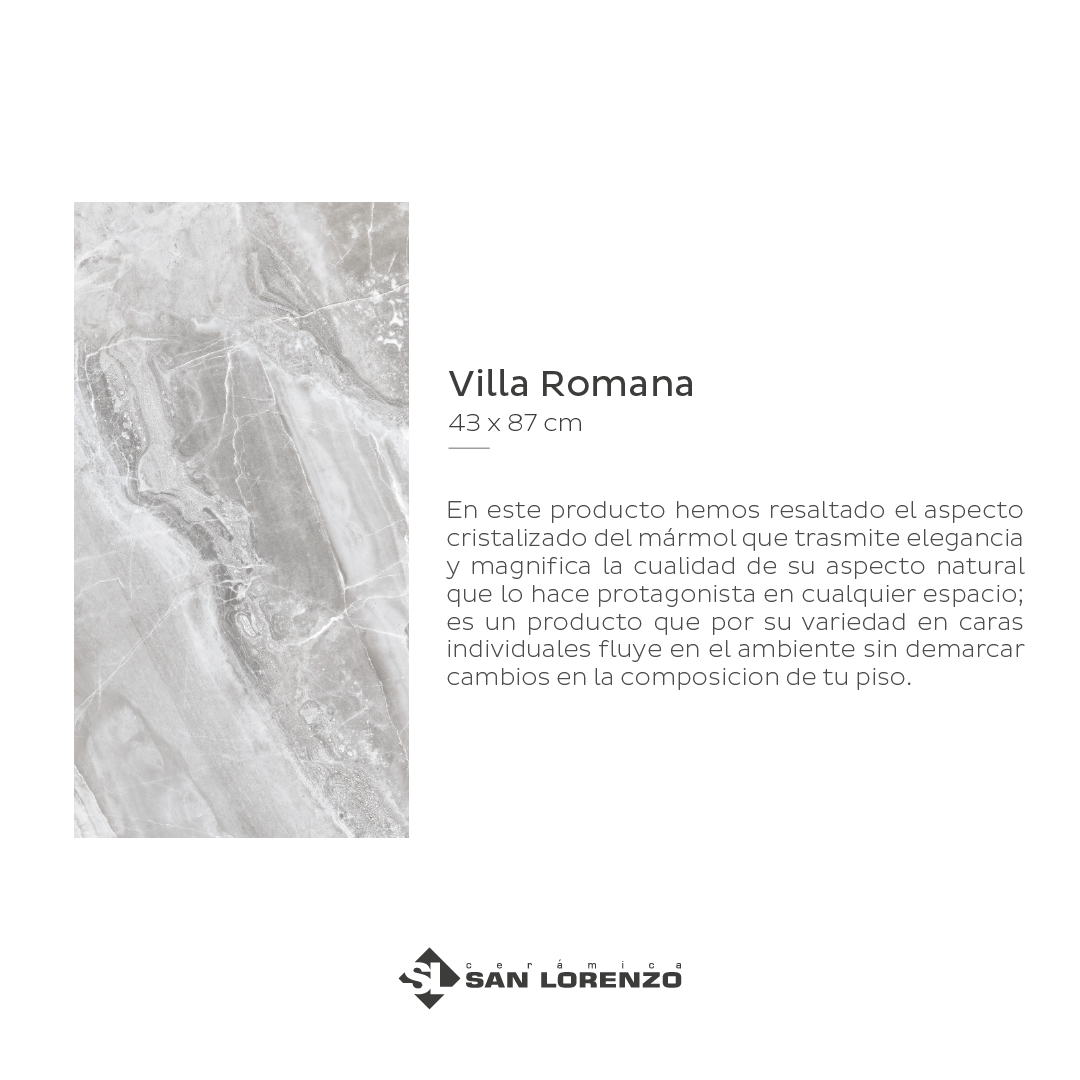 Villa Romana
43 x 87 cm
En este producto hemos resaltado el aspecto
cristalizado del mármol que trasmite elegancia
y magnifica la cualidad de su aspecto natural
que lo hace protagonista en cualquier espacio;
es un producto que por su variedad en caras
individuales fluye en el ambiente sin demarcar
cambios en la composicion de tu piso.
SL
cerámica
SAN LORENZO